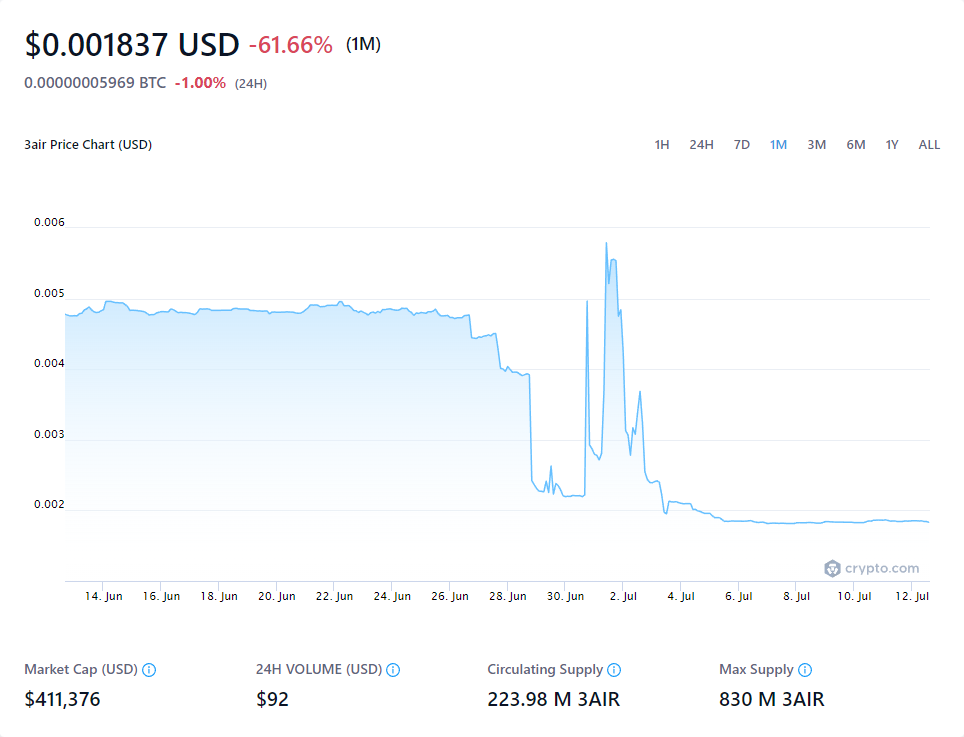 $0.001837 USD -61.66% (1M)
0.00000005969 BTC -1.00% (24H)
3air Price Chart (USD) 1H 24H 7D 1M 3M 6M 1Y ALL
0.006
0.005
0.004
0.003
0.002
crypto.com
14. Jun 16. Jun 18. Jun 20. Jun 22. Jun 24. Jun 26. Jun 28. Jun 30. Jun 2. Jul 4. Jul 6. Jul 8. Jul 10. Jul 12. Jul
Market Cap (USD) 24H VOLUME (USD) Circulating Supply Max Supply
$411,376 $92 223.98 M 3AIR 830 M 3AIR